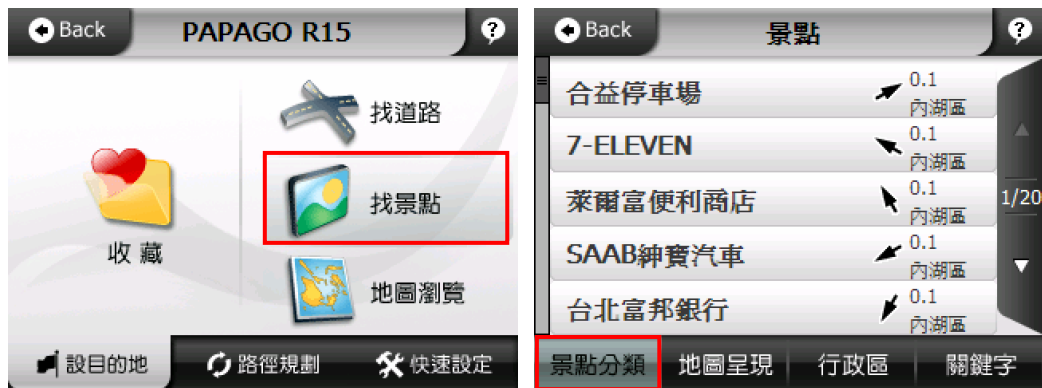 Back
PAPAGO R15
?
找道路
找景點
收藏
地圖瀏覽
設目的地
路徑規劃
快速設定
Back
景點
?
合益停車場
0.1
內湖區
7-ELEVEN
0.1
內湖區
萊爾富便利商店
0.1
內湖區
1/20
SAAB紳寶汽車
0.1
內湖區
台北富邦銀行
0.1
內湖區
景點分類
地圖呈現
行政區
關鍵字